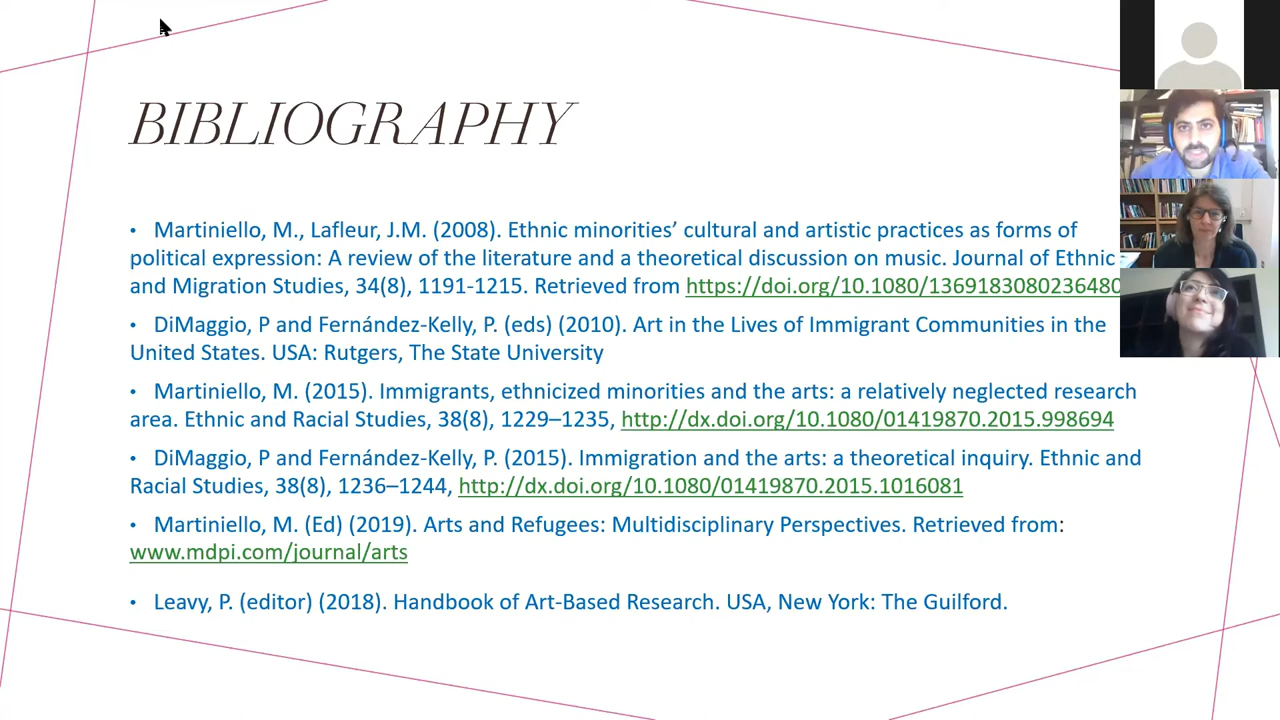 BIBLIOGRAPHY
• Martiniello, M., Lafleur, J.M. (2008). Ethnic minorities’ cultural and artistic practices as forms of
political expression: A review of the literature and a theoretical discussion on music. Journal of Ethnic
and Migration Studies, 34(8), 1191-1215. Retrieved from https://doi.org/10.1080/1369183080236480
• DiMaggio, P and Fernández-Kelly, P. (eds) (2010). Art in the Lives of Immigrant Communities in the
United States. USA: Rutgers, The State University
• Martiniello, M. (2015). Immigrants, ethnicized minorities and the arts: a relatively neglected research
area. Ethnic and Racial Studies, 38(8), 1229–1235, http://dx.doi.org/10.1080/01419870.2015.998694
• DiMaggio, P and Fernández-Kelly, P. (2015). Immigration and the arts: a theoretical inquiry. Ethnic and
Racial Studies, 38(8), 1236–1244, http://dx.doi.org/10.1080/01419870.2015.1016081
• Martiniello, M. (Ed) (2019). Arts and Refugees: Multidisciplinary Perspectives. Retrieved from:
www.mdpi.com/journal/arts
• Leavy, P. (editor) (2018). Handbook of Art-Based Research. USA, New York: The Guilford.